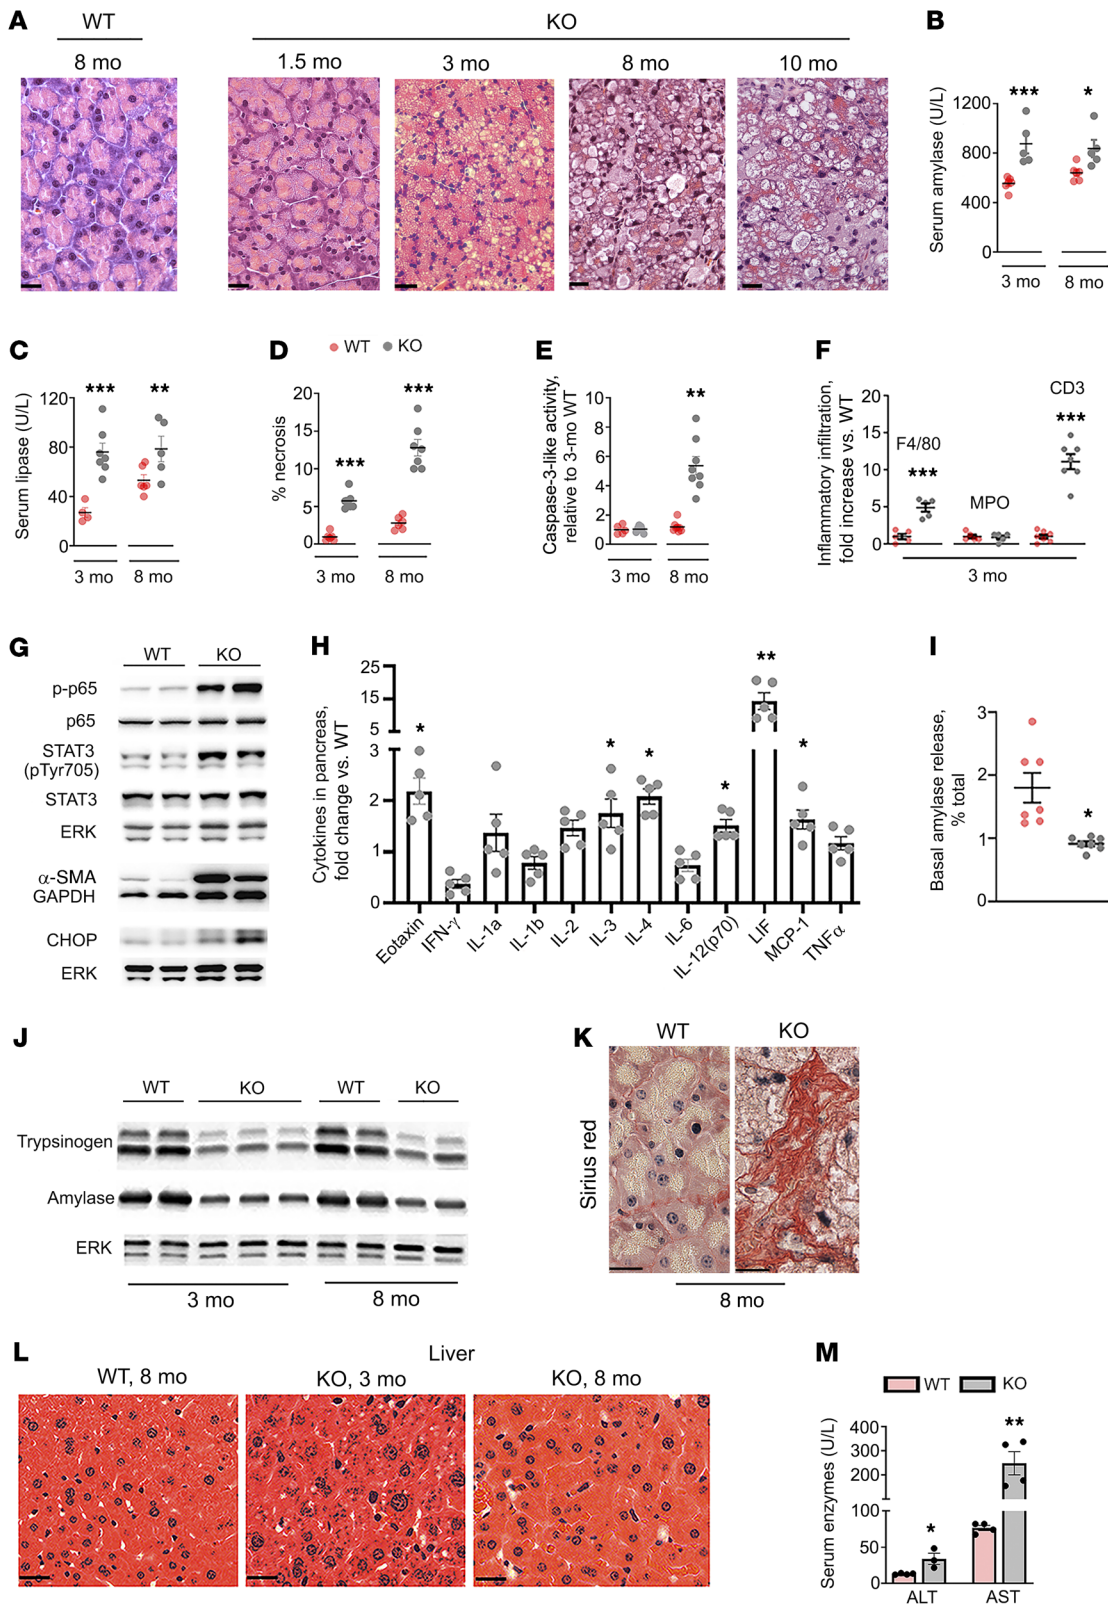 A
WT
KO
8 mo
1.5 mo
3 mo
8 mo
10 mo
B
Serum amylase (U/L)
1200
800
400
0
***
*
3 mo
8 mo
C
Serum lipase (U/L)
120
80
40
0
***
**
3 mo
8 mo
D
WT
KO
% necrosis
20
15
10
5
0
***
***
3 mo
8 mo
E
Caspase-3-like activity,
relative to 3-mo WT
10
8
6
4
2
0
**
3 mo
8 mo
F
Inflammatory infiltration,
fold increase vs. WT
20
15
10
5
0
F4/80
***
MPO
CD3
***
3 mo
G
WT
KO
p-p65
p65
STAT3
(pTyr705)
STAT3
ERK
α-SMA
GAPDH
CHOP
ERK
H
Cytokines in pancreas,
fold change vs. WT
25
15
5
3
2
1
0
*
*
*
*
**
*
Eotaxin
IFN-γ
IL-1a
IL-1b
IL-2
IL-3
IL-4
IL-6
IL-12(p70)
LIF
MCP-1
TNFα
I
Basal amylase release,
% total
3
2
1
0
*
J
WT
KO
WT
KO
Trypsinogen
Amylase
ERK
3 mo
8 mo
K
WT
KO
Sirius red
8 mo
L
Liver
WT, 8 mo
KO, 3 mo
KO, 8 mo
M
WT
KO
Serum enzymes (U/L)
400
300
200
100
50
0
*
**
ALT
AST